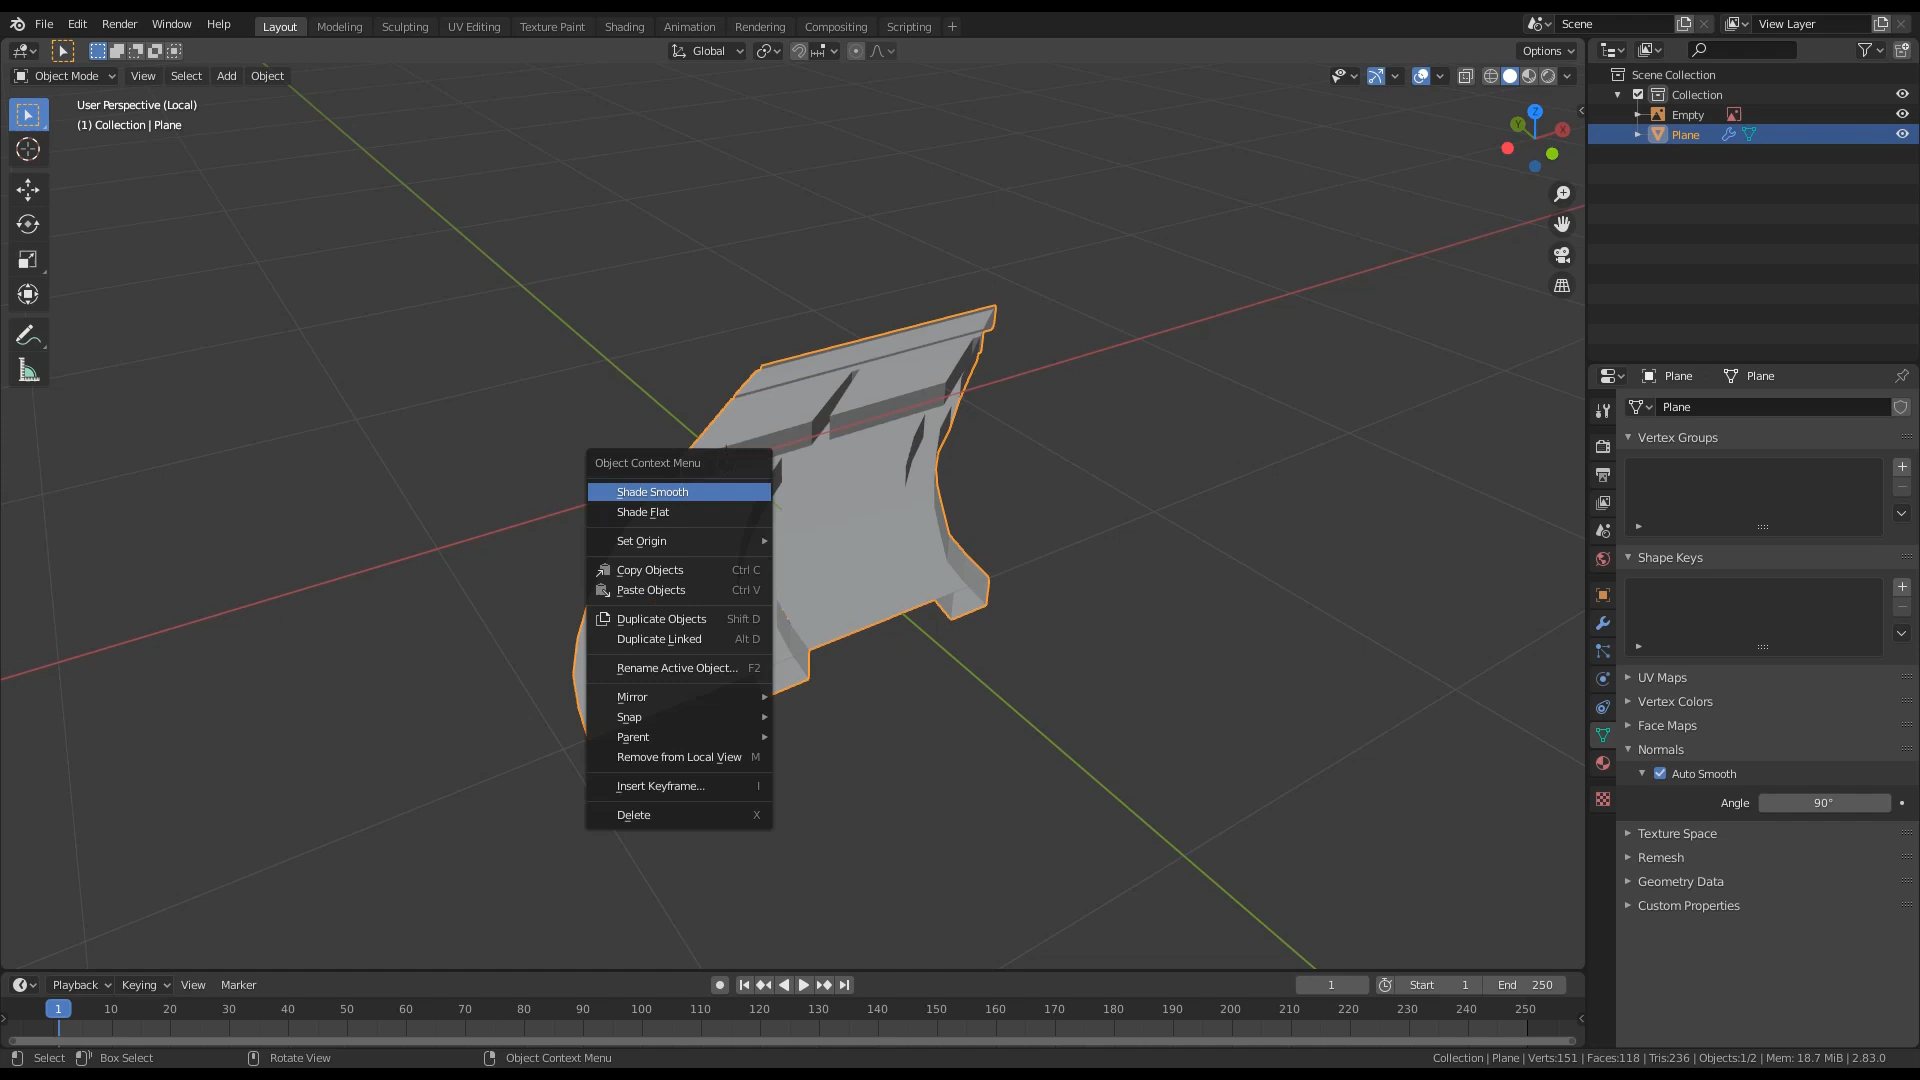 File Edit Render Window Help Layout Modeling Sculpting UV Editing Texture Paint Shading Animation Rendering Compositing Scripting + Scene View Layer
Global Options
Object Mode View Select Add Object
User Perspective (Local)
(1) Collection | Plane
Z
Y
X
Scene Collection
Collection
Empty
Plane
Plane Plane
Plane
Vertex Groups
Shape Keys
UV Maps
Vertex Colors
Face Maps
Normals
Auto Smooth
Angle 90°
Texture Space
Remesh
Geometry Data
Custom Properties
Object Context Menu
Shade Smooth
Shade Flat
Set Origin
Copy Objects Ctrl C
Paste Objects Ctrl V
Duplicate Objects Shift D
Duplicate Linked Alt D
Rename Active Object... F2
Mirror
Snap
Parent
Remove from Local View M
Insert Keyframe... I
Delete X
Playback Keying View Marker 1 Start 1 End 250
1 10 20 30 40 50 60 70 80 90 100 110 120 130 140 150 160 170 180 190 200 210 220 230 240 250
Select Box Select Rotate View Object Context Menu Collection | Plane | Verts:151 | Faces:118 | Tris:236 | Objects:1/2 | Mem: 18.7 MiB | 2.83.0